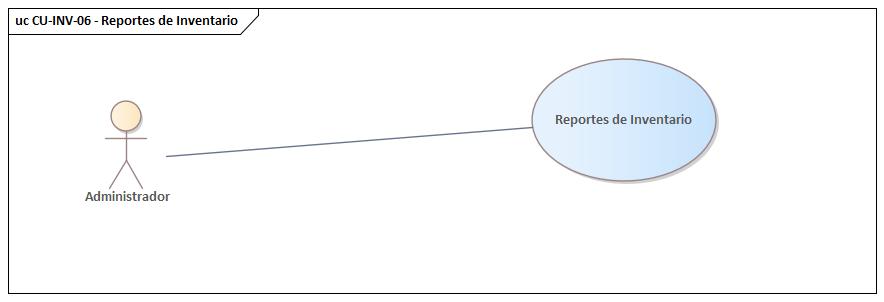 uc CU-INV-06 - Reportes de Inventario
Reportes de Inventario
Administrador